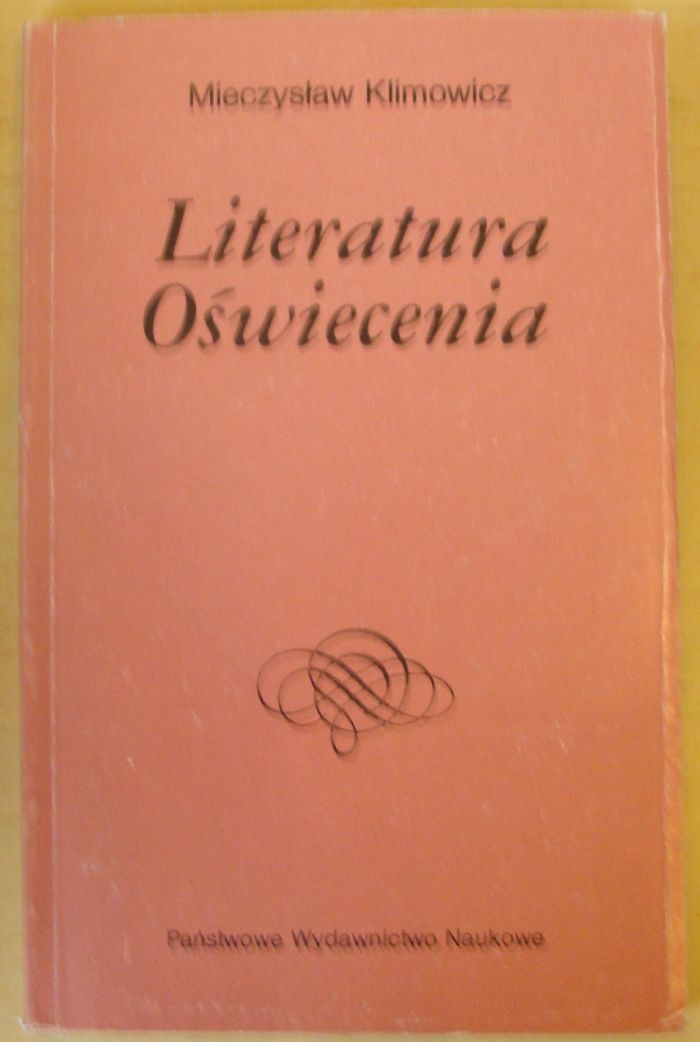 Mieczysław Klimowicz
Literatura
Oświecenia
Państwowe Wydawnictwo Naukowe